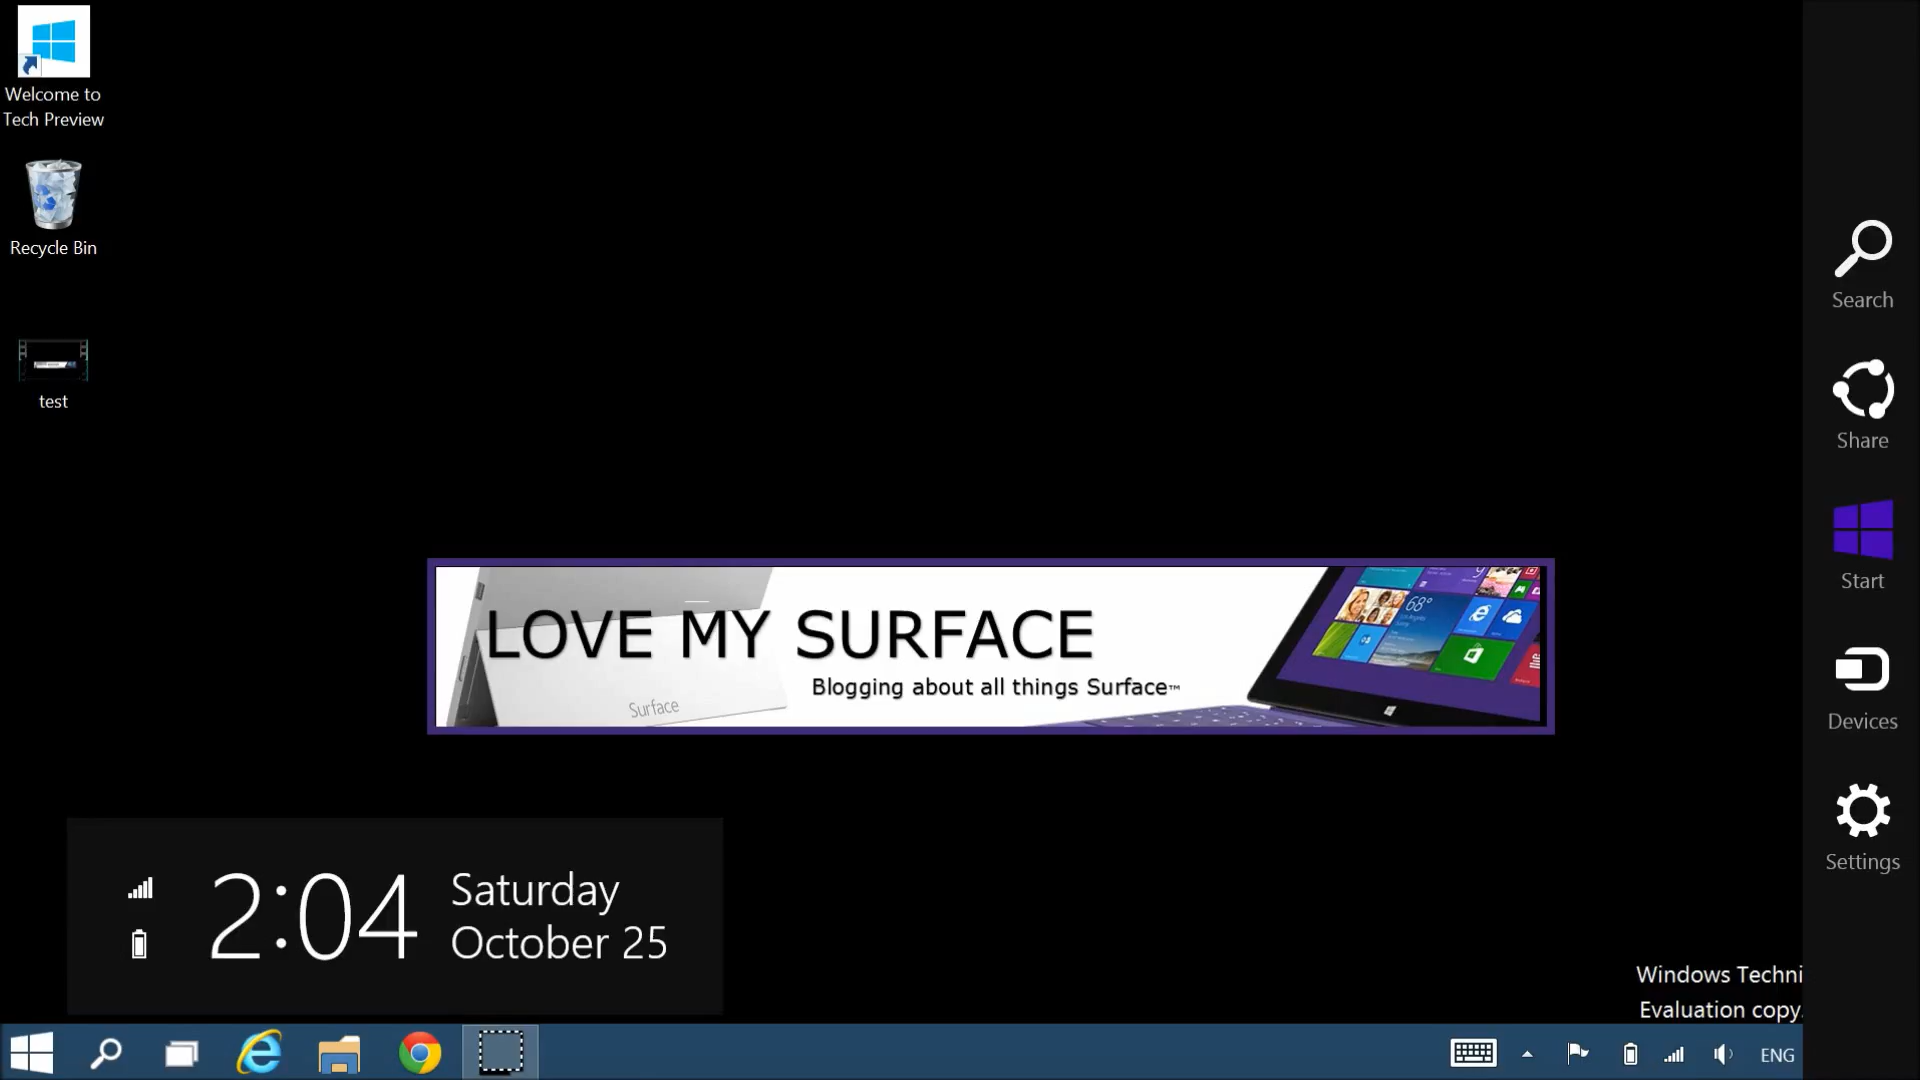 Welcome to
Tech Preview
Recycle Bin
test
LOVE MY SURFACE
Blogging about all things Surface™
Surface
68°
Search
Share
Start
Devices
Settings
2:04
Saturday
October 25
Windows Techni
Evaluation copy.
ENG